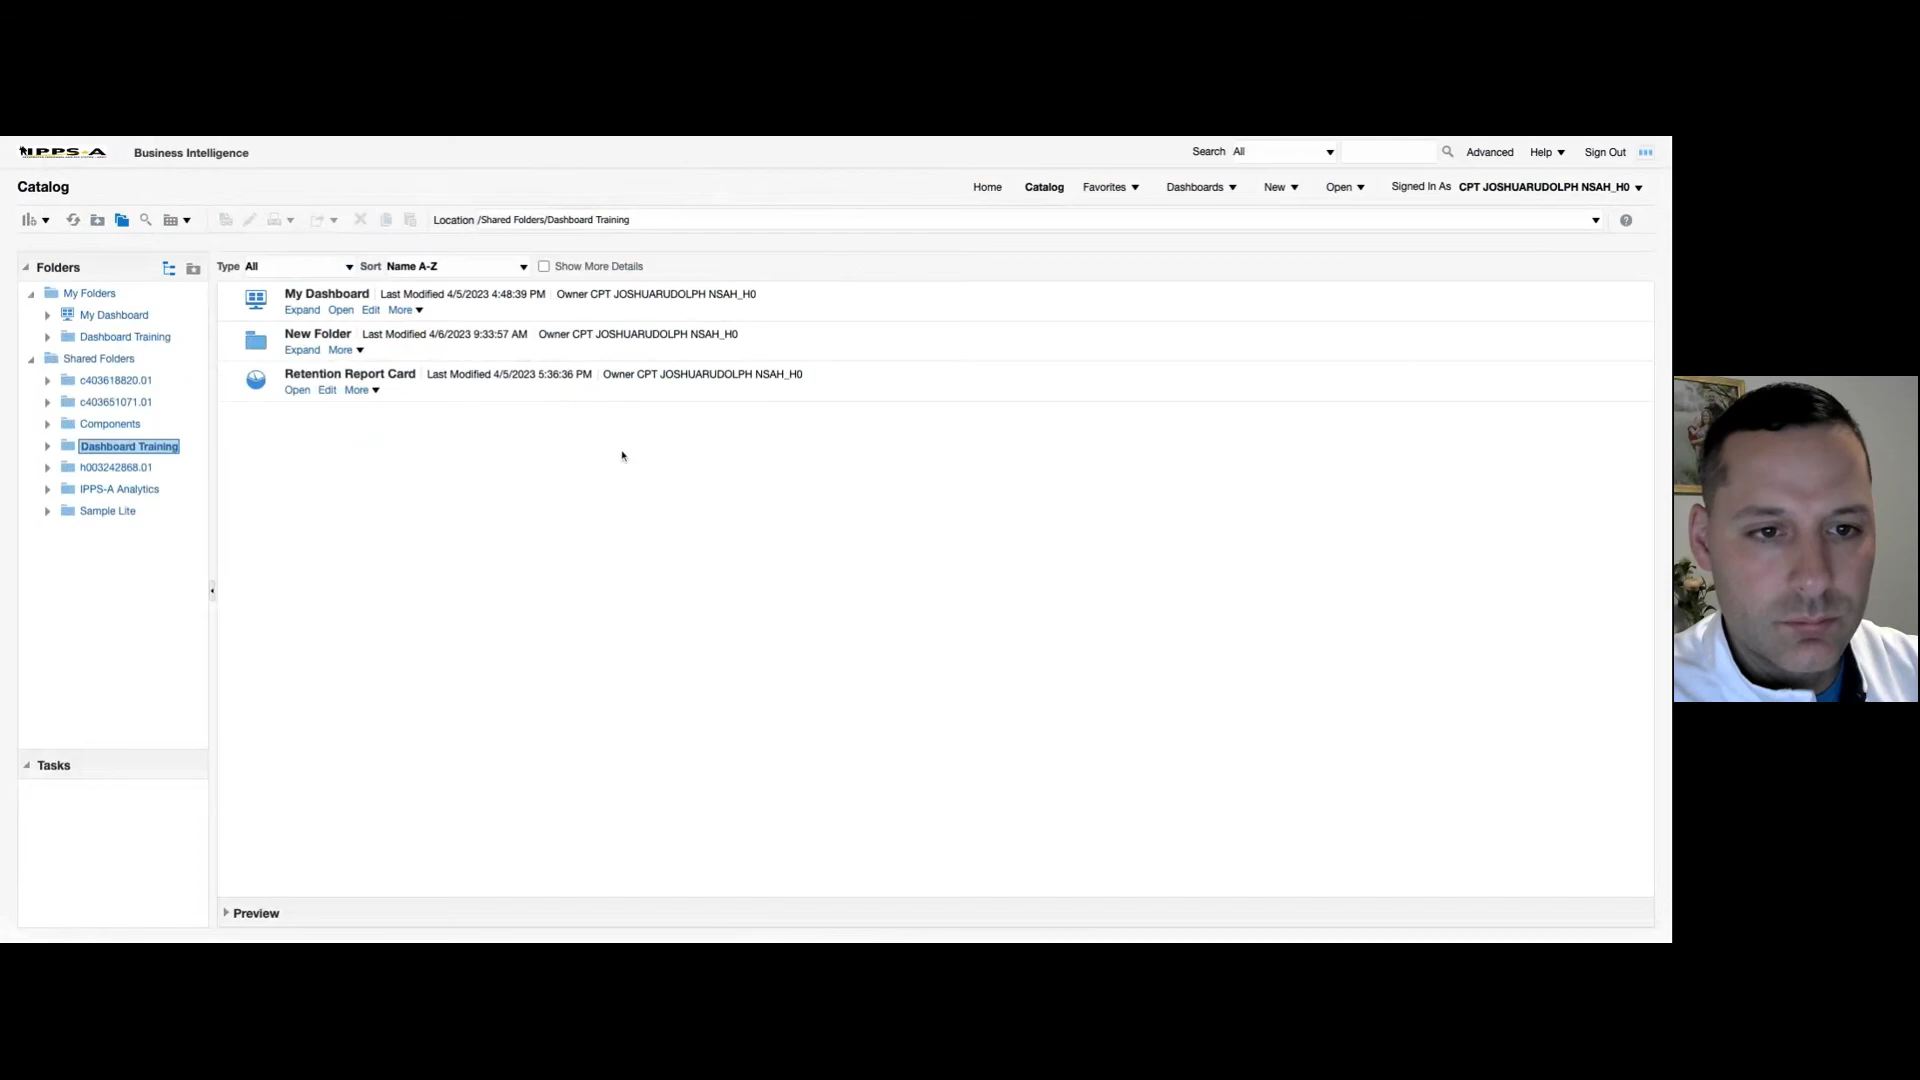 IPPS-A Business Intelligence Search All Advanced Help Sign Out
Catalog Home Catalog Favorites Dashboards New Open Signed In As CPT JOSHUARUDOLPH NSAH_H0
Location /Shared Folders/Dashboard Training
Folders
My Folders
My Dashboard
Dashboard Training
Shared Folders
c403618820.01
c403651071.01
Components
Dashboard Training
h003242868.01
IPPS-A Analytics
Sample Lite
Tasks
Type All Sort Name A-Z Show More Details
My Dashboard Last Modified 4/5/2023 4:48:39 PM Owner CPT JOSHUARUDOLPH NSAH_H0
Expand Open Edit More
New Folder Last Modified 4/6/2023 9:33:57 AM Owner CPT JOSHUARUDOLPH NSAH_H0
Expand More
Retention Report Card Last Modified 4/5/2023 5:36:36 PM Owner CPT JOSHUARUDOLPH NSAH_H0
Open Edit More
Preview